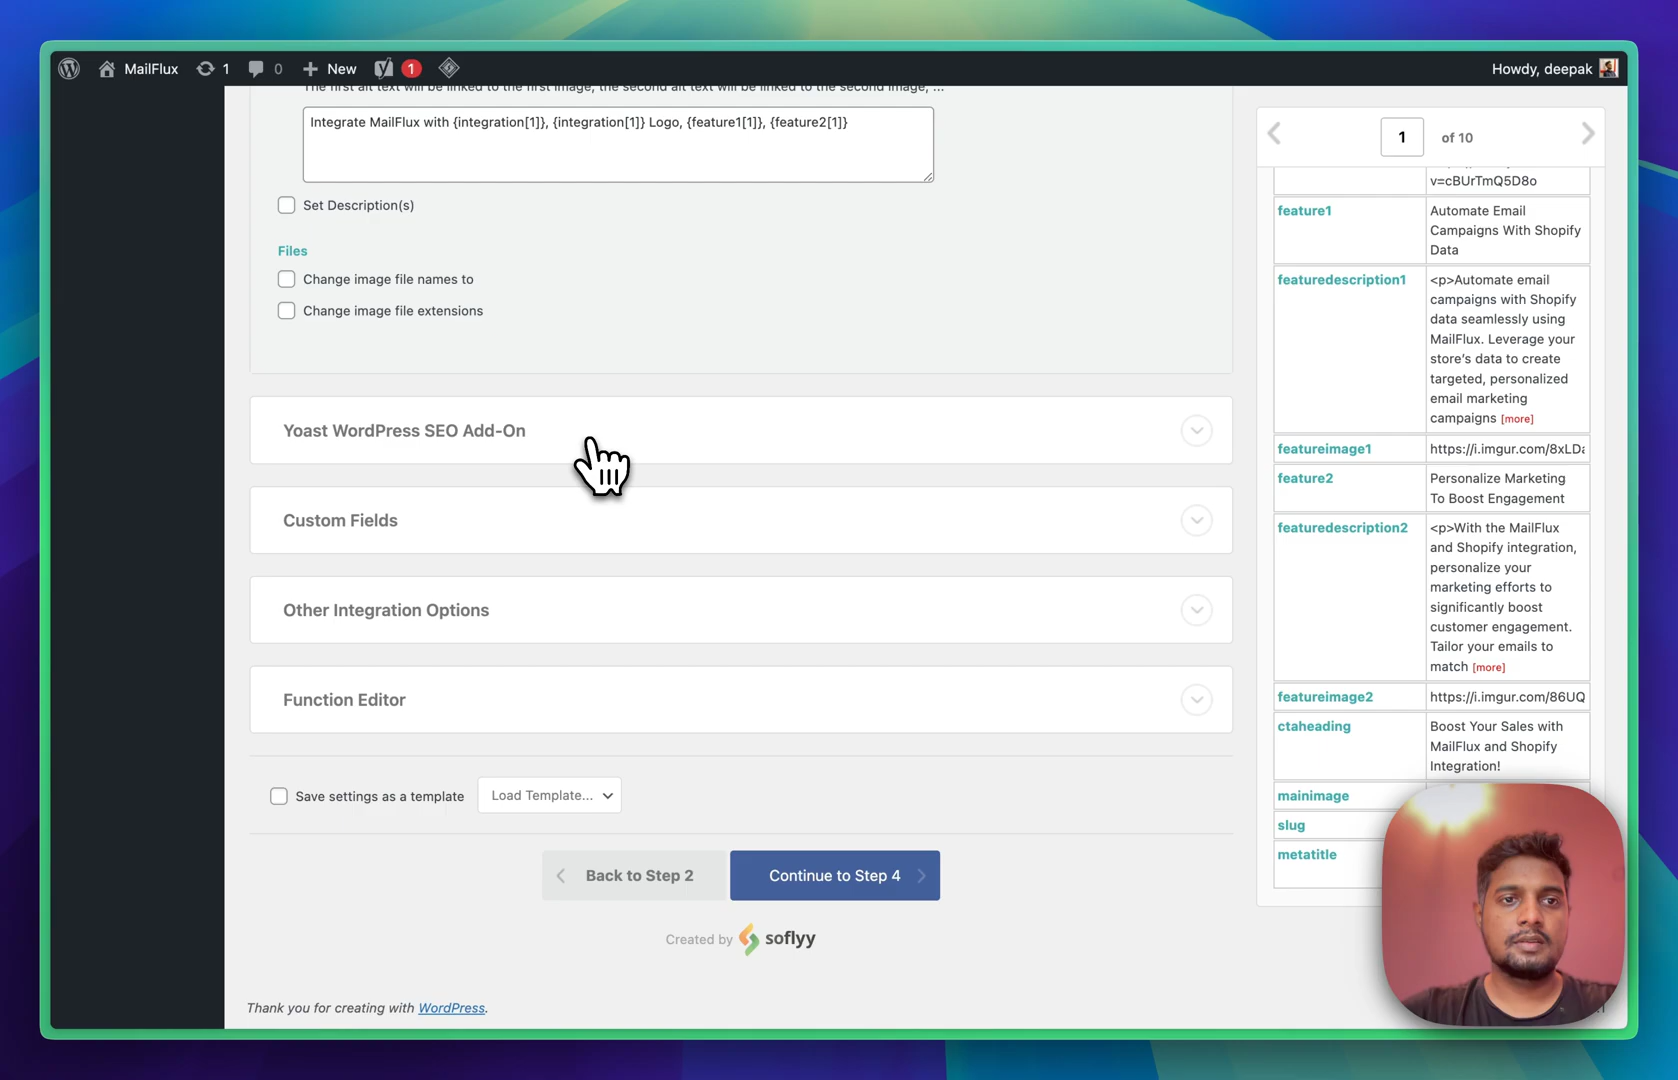 MailFlux
1
0
New
1
Howdy, deepak
The first alt text will be linked to the first image, the second alt text will be linked to the second image, ...
Integrate MailFlux with {integration[1]}, {integration[1]} Logo, {feature1[1]}, {feature2[1]}
Set Description(s)
Files
Change image file names to
Change image file extensions
Yoast WordPress SEO Add-On
Custom Fields
Other Integration Options
Function Editor
Save settings as a template
Load Template...
Back to Step 2
Continue to Step 4
Created by soflyy
Thank you for creating with WordPress.
1 of 10
v=cBUrTmQ5D8o
feature1
Automate Email
Campaigns With Shopify
Data
featuredescription1
<p>Automate email
campaigns with Shopify
data seamlessly using
MailFlux. Leverage your
store's data to create
targeted, personalized
email marketing
campaigns [more]
featureimage1
https://i.imgur.com/8xLD
feature2
Personalize Marketing
To Boost Engagement
featuredescription2
<p>With the MailFlux
and Shopify integration,
personalize your
marketing efforts to
significantly boost
customer engagement.
Tailor your emails to
match [more]
featureimage2
https://i.imgur.com/86UQ
ctaheading
Boost Your Sales with
MailFlux and Shopify
Integration!
mainimage
slug
metatitle